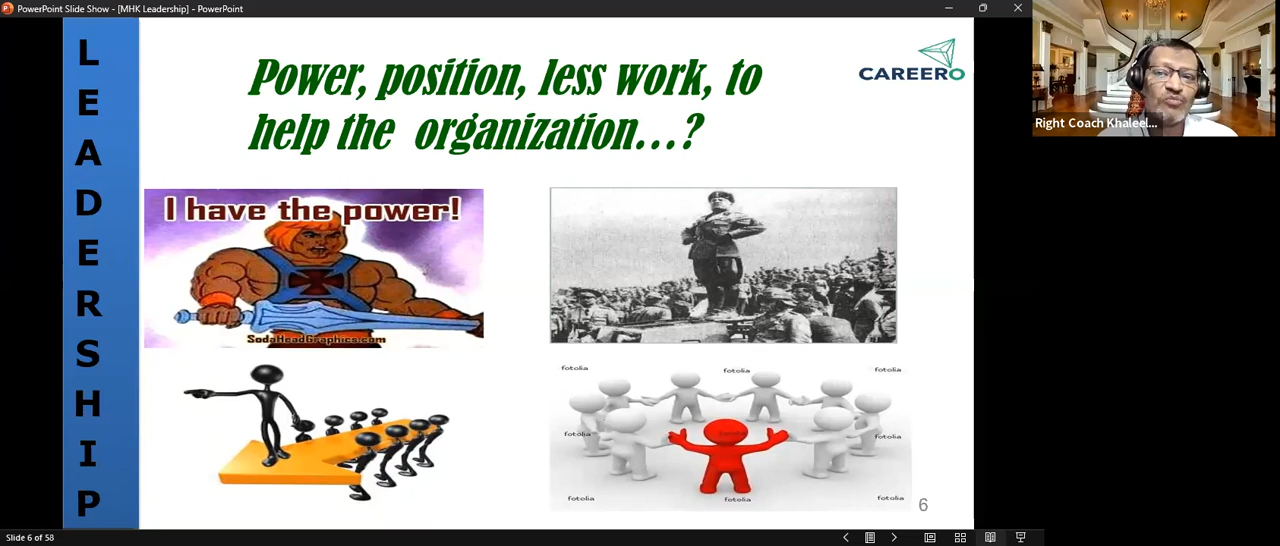 PowerPoint Slide Show - [MHK Leadership] - PowerPoint
L
E
A
D
E
R
S
H
I
P
Power, position, less work, to
help the organization...?
CAREERO
Right Coach Khaleel...
I have the power!
SodaHeadGraphics.com
fotolia
fotolia
fotolia
fotolia
fotolia
fotolia
fotolia
fotolia
6
Slide 6 of 58